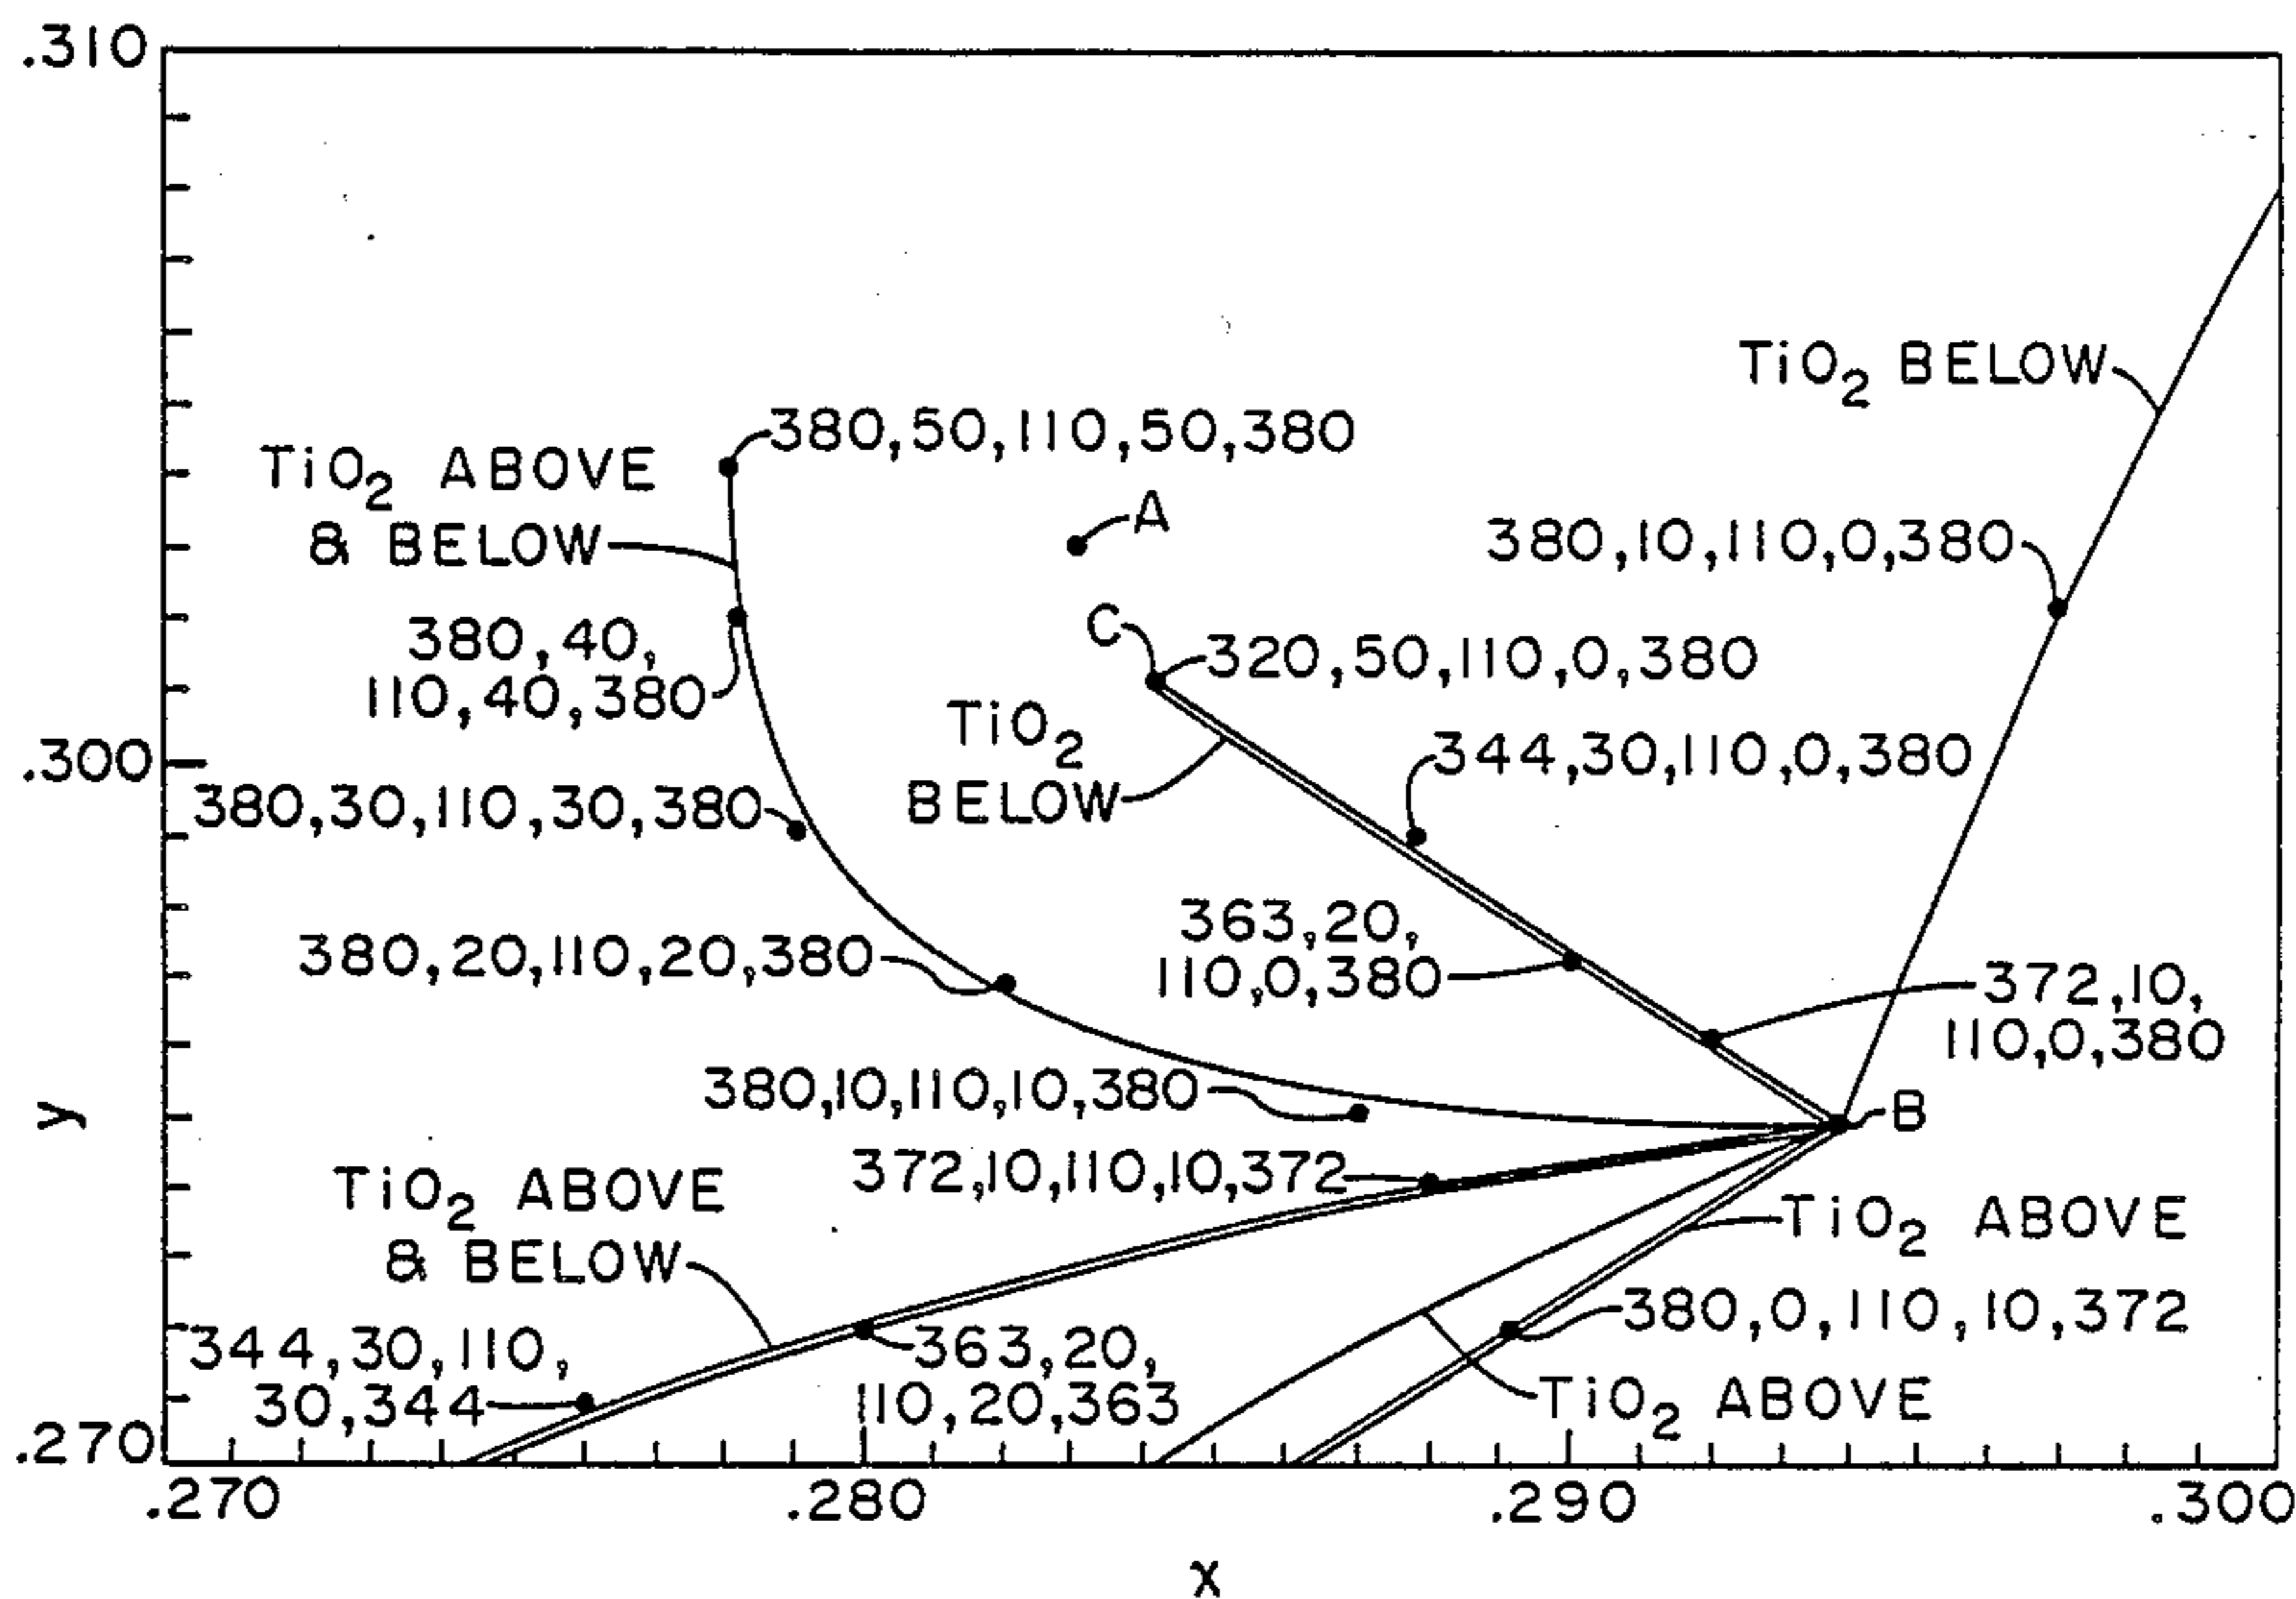 .310
TiO2 BELOW
380,50,110,50,380
TiO2 ABOVE
& BELOW
A
380,10,110,0,380
380,40,
110,40,380
C
320,50,110,0,380
TiO2
BELOW
344,30,110,0,380
.300
380,30,110,30,380
363,20,
110,0,380
380,20,110,20,380
372,10,
110,0,380
380,10,110,10,380
B
y
372,10,110,10,372
TiO2 ABOVE
& BELOW
TiO2 ABOVE
380,0,110,10,372
344,30,110,
30,344
363,20,
110,20,363
TiO2 ABOVE
.270
.270
.280
.290
.300
x